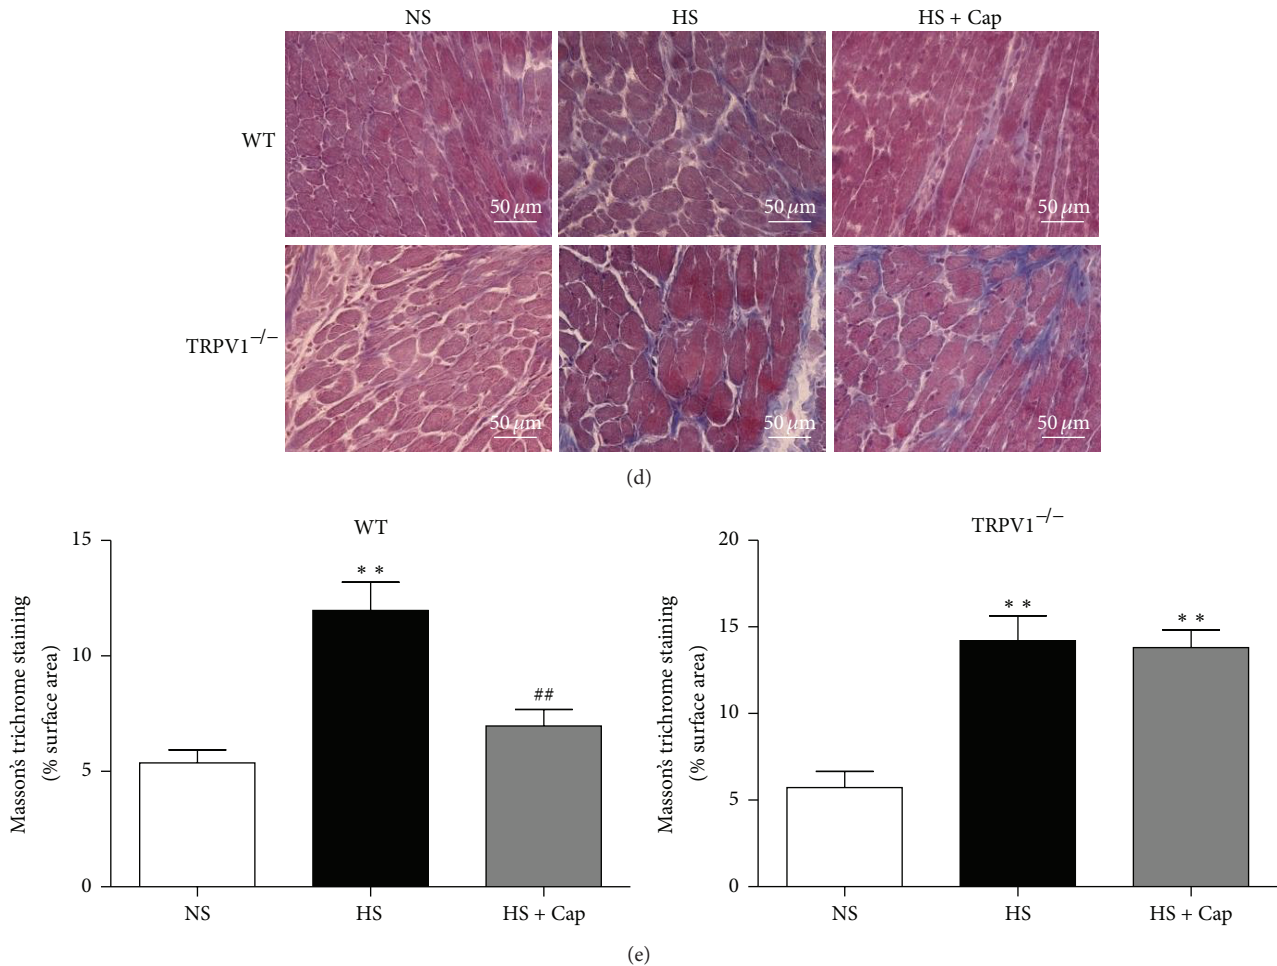 NS HS HS + Cap
WT
50 μm 50 μm 50 μm
TRPV1−/−
50 μm 50 μm 50 μm
(d)
WT
Masson's trichrome staining
(% surface area)
15
10
5
0
* *
##
NS HS HS + Cap
TRPV1−/−
Masson's trichrome staining
(% surface area)
20
15
10
5
0
* *
* *
NS HS HS + Cap
(e)